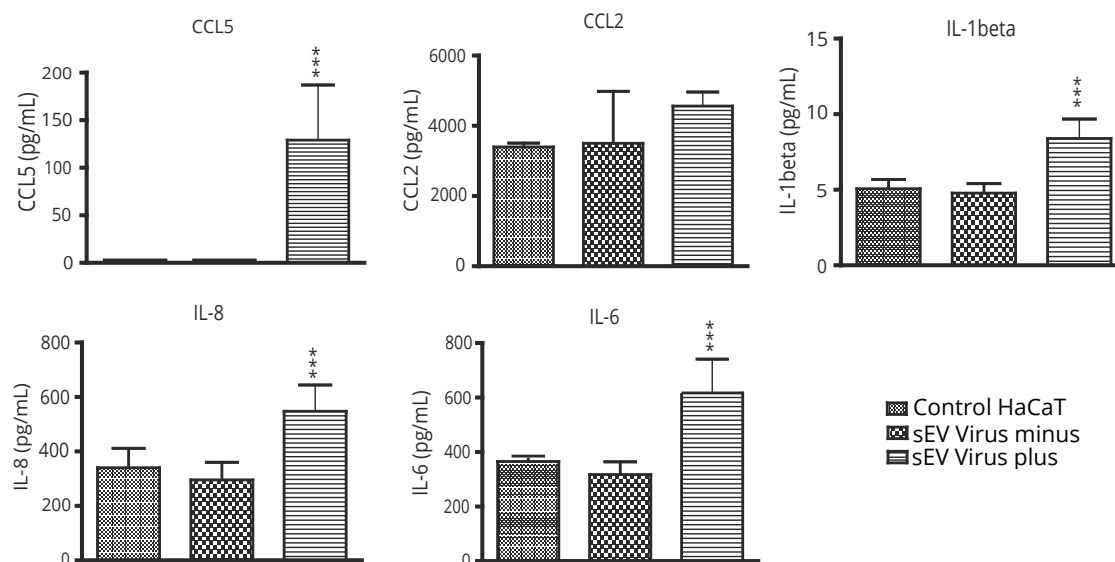 CCL5
CCL5 (pg/mL)
200
150
100
50
0
***
CCL2
CCL2 (pg/mL)
6000
4000
2000
0
IL-1beta
IL-1beta (pg/mL)
15
10
5
0
***
IL-8
IL-8 (pg/mL)
800
600
400
200
0
***
IL-6
IL-6 (pg/mL)
800
600
400
200
0
***
Control HaCaT
sEV Virus minus
sEV Virus plus